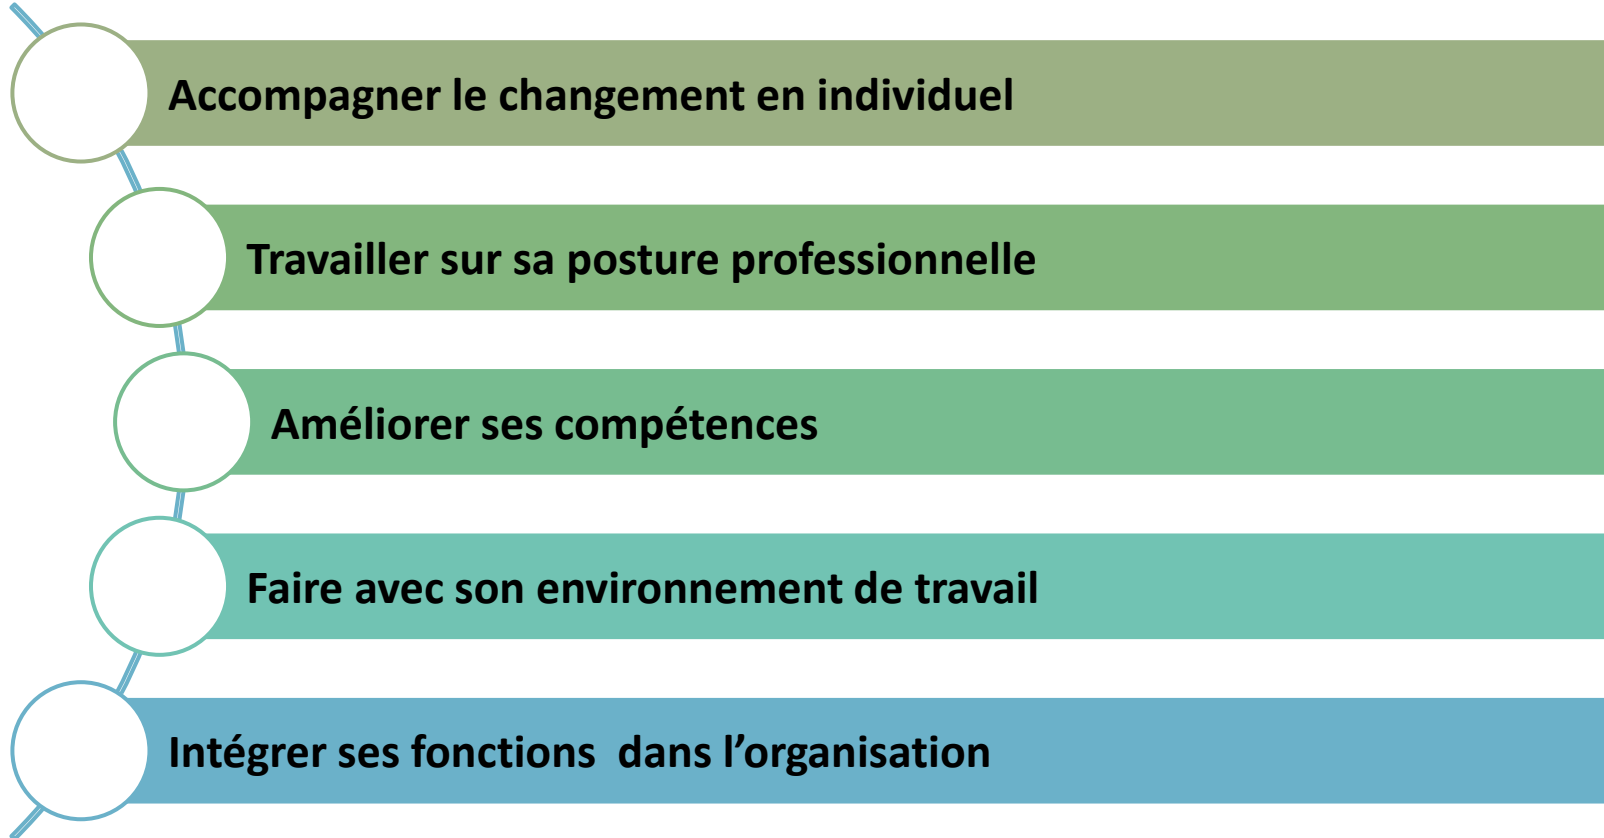 Accompagner le changement en individuel
Travailler sur sa posture professionnelle
Améliorer ses compétences
Faire avec son environnement de travail
Intégrer ses fonctions  dans l’organisation